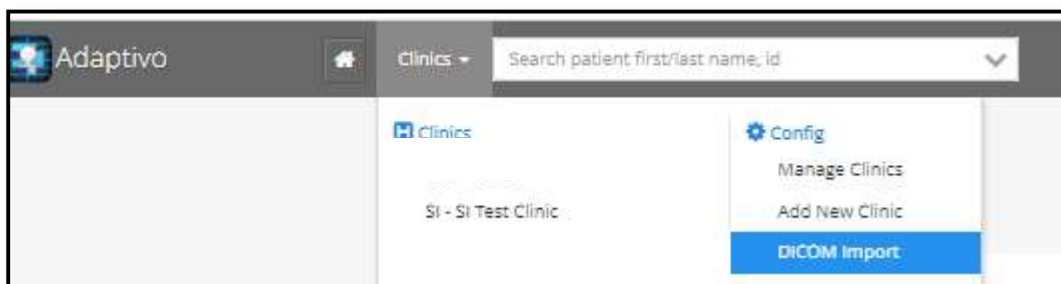 Adaptivo Clinics Search patient first/last name, id
Clinics
SI - SI Test Clinic
Config
Manage Clinics
Add New Clinic
DICOM Import